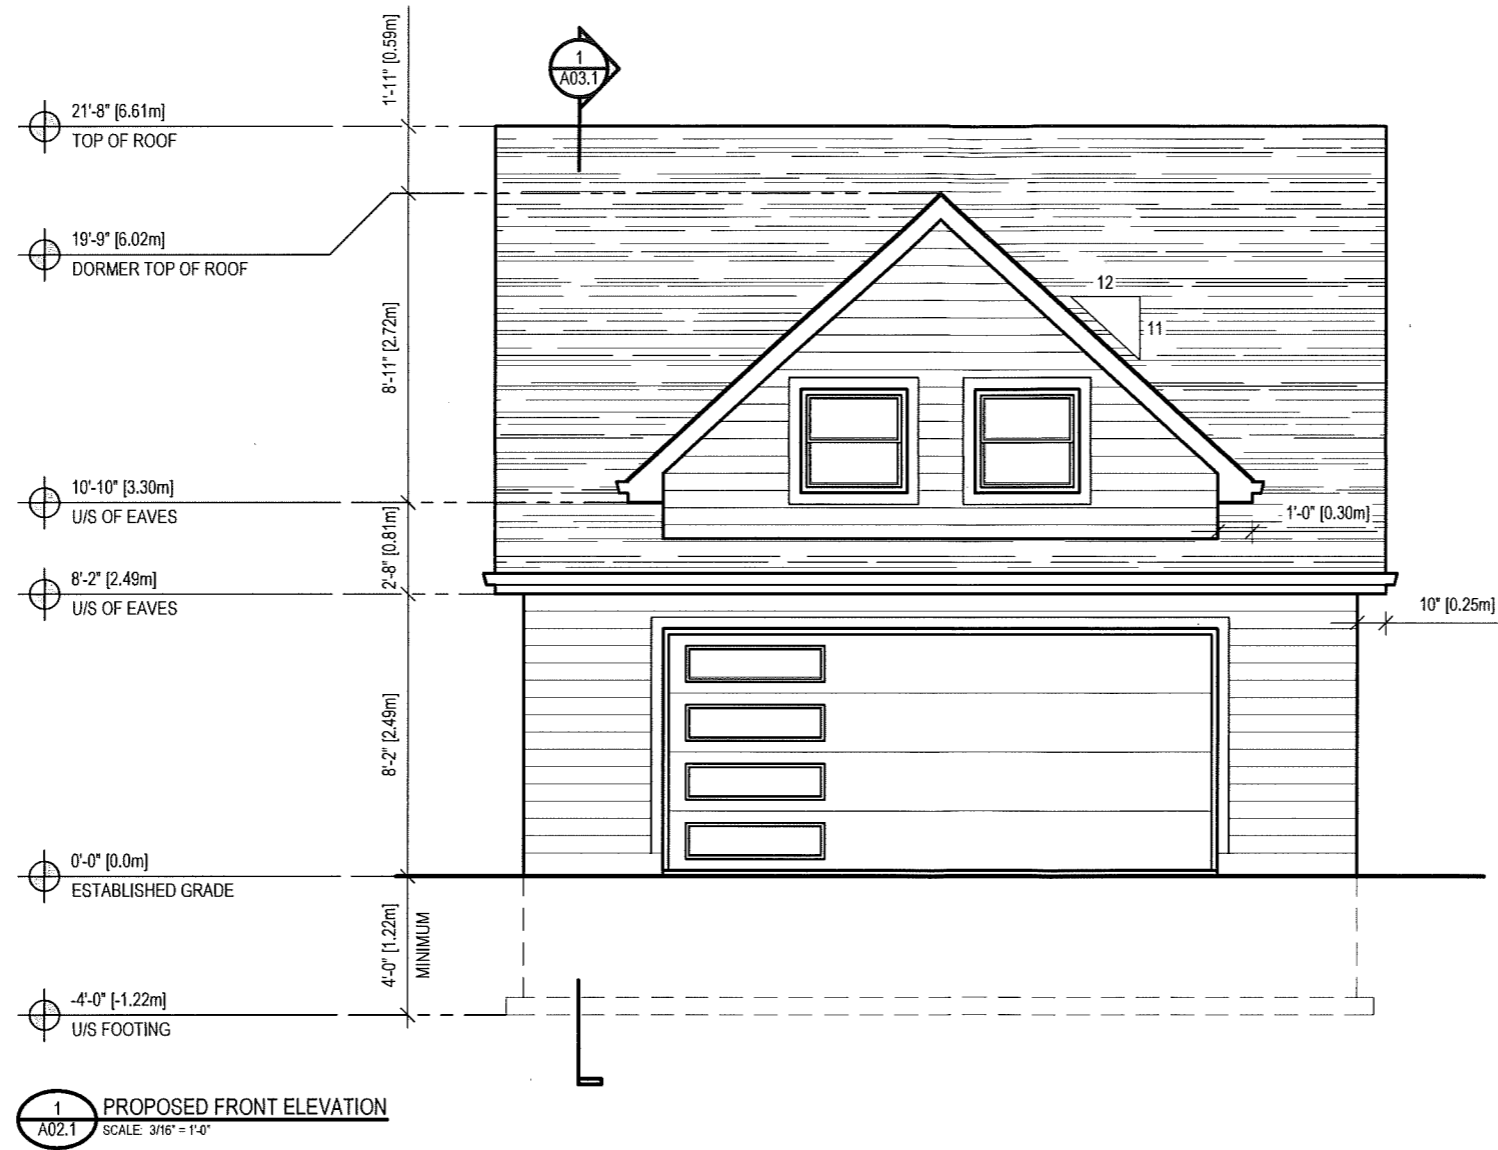 1
A03.1
1'-11" [0.59m]
21'-8" [6.61m]
TOP OF ROOF
19'-9" [6.02m]
DORMER TOP OF ROOF
12
11
8'-11" [2.72m]
10'-10" [3.30m]
U/S OF EAVES
1'-0" [0.30m]
2'-8" [0.81m]
8'-2" [2.49m]
U/S OF EAVES
10" [0.25m]
8'-2" [2.49m]
0'-0" [0.0m]
ESTABLISHED GRADE
4'-0" [1.22m]
MINIMUM
-4'-0" [-1.22m]
U/S FOOTING
1
A02.1
PROPOSED FRONT ELEVATION
SCALE: 3/16" = 1'-0"